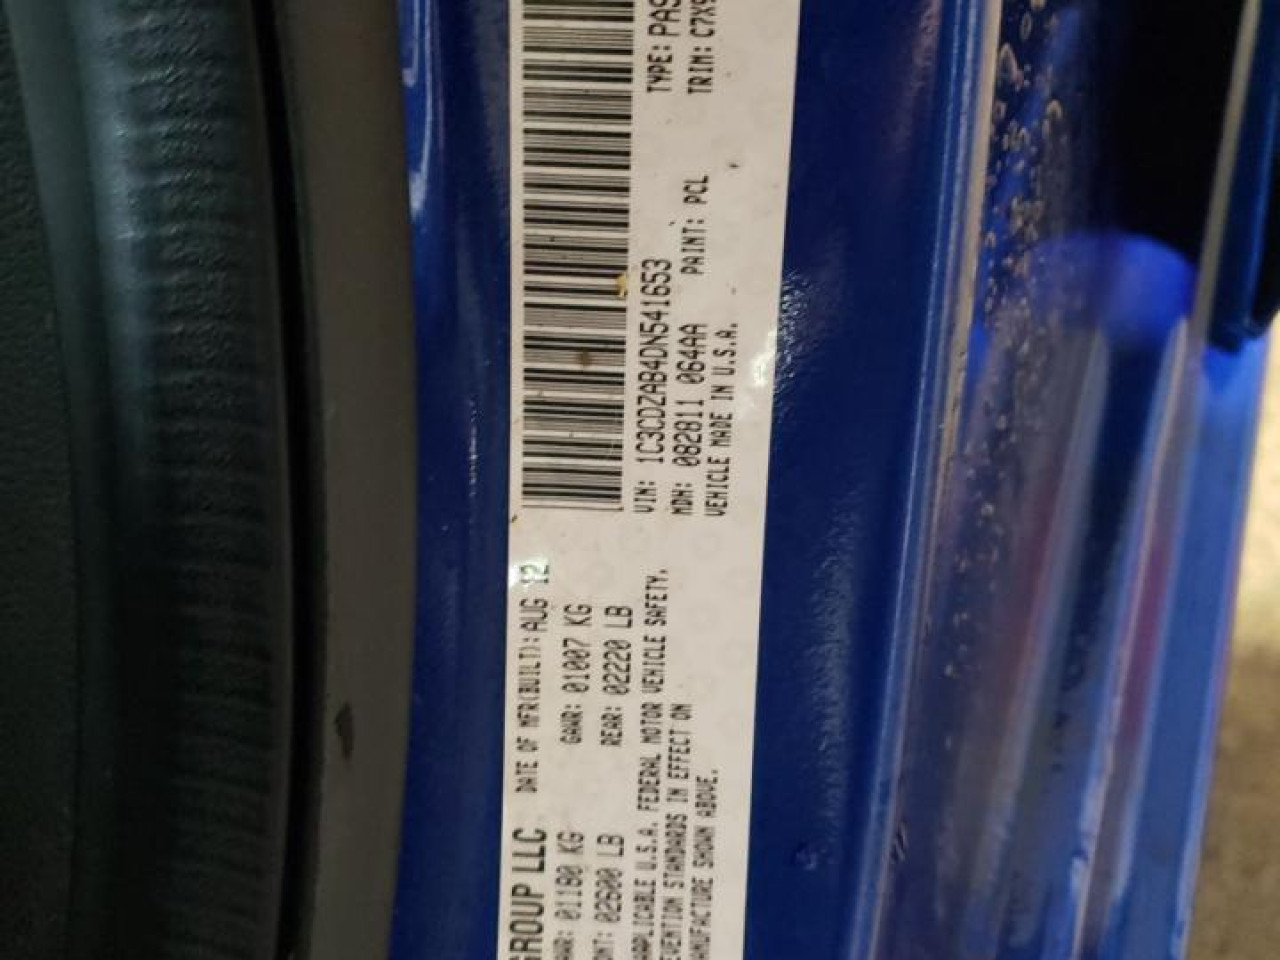 GROUP LLC DATE OF MFR(BUILT): AUG 12
01180 KG GAWR: 01007 KG
02600 LB REAR: 02220 LB
APPLICABLE U.S.A. FEDERAL MOTOR VEHICLE SAFETY,
STANDARDS IN EFFECT ON
SHOWN ABOVE.
VIN: 1C3CDZAB4DN541653 TYPE:
MDH: 082811 064AA PAINT: PCL TRIM:
VEHICLE MADE IN U.S.A.